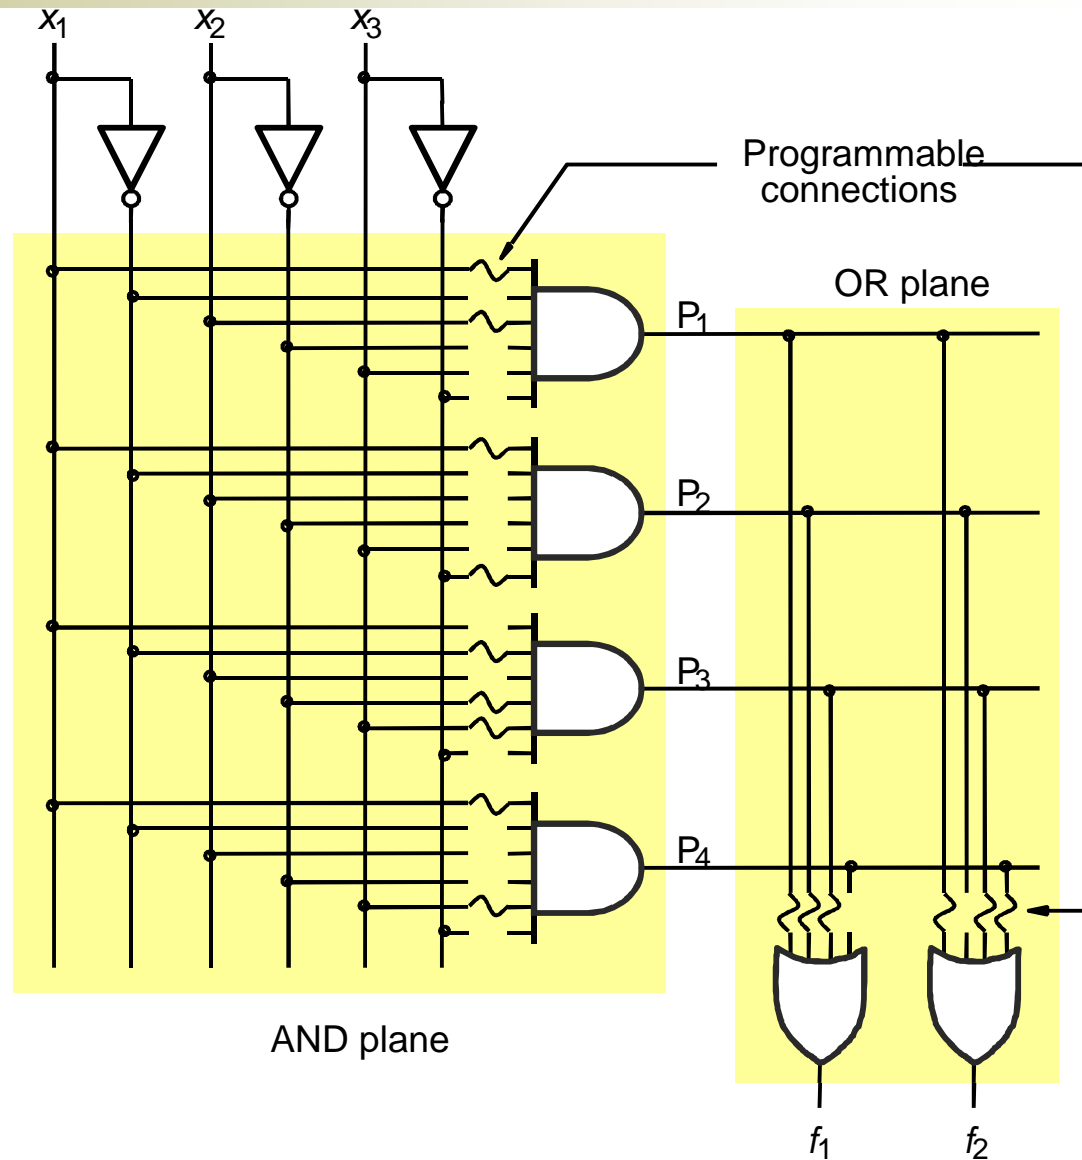 x1 x2 x3
Programmable
connections
OR plane
P1
P2
P3
P4
AND plane
f1 f2